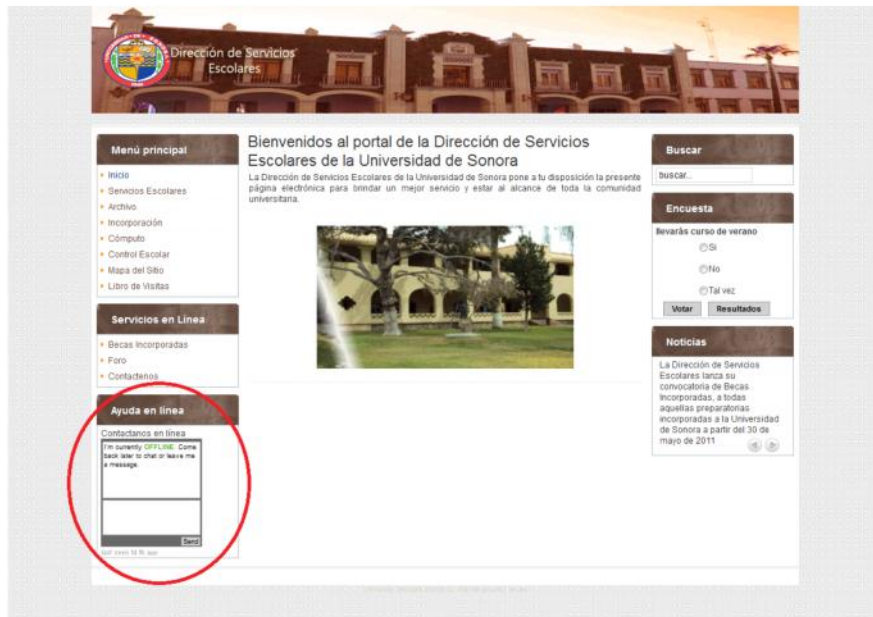 Dirección de Servicios
Escolares
Menú principal
Inicio
Servicios Escolares
Archivo
Incorporación
Cómputo
Control Escolar
Mapa del Sitio
Libro de Visitas
Servicios en Línea
Becas Incorporadas
Foro
Contactenos
Ayuda en línea
Contactanos en línea
I'm currently OFFLINE. Come
back later to chat or leave me
a message.
Send
Bienvenidos al portal de la Dirección de Servicios
Escolares de la Universidad de Sonora
La Dirección de Servicios Escolares de la Universidad de Sonora pone a tu disposición la presente
página electrónica para brindar un mejor servicio y estar al alcance de toda la comunidad
universitaria.
Buscar
buscar...
Encuesta
llevarás curso de verano
Si
No
Tal vez
Votar Resultados
Noticias
La Dirección de Servicios
Escolares lanza su
convocatoria de Becas
Incorporadas, a todas
aquellas preparatorias
incorporadas a la Universidad
de Sonora a partir del 30 de
mayo de 2011